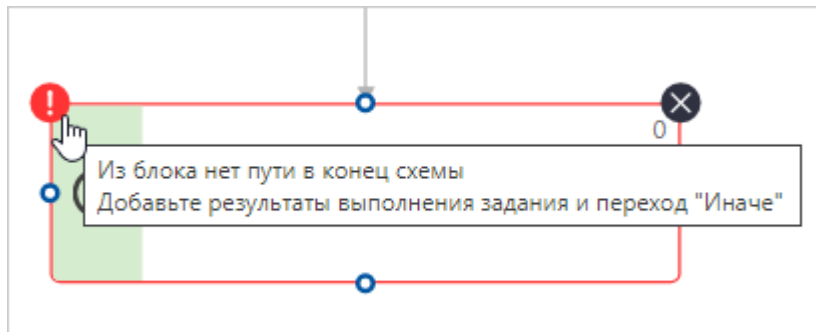 0
Из блока нет пути в конец схемы
Добавьте результаты выполнения задания и переход "Иначе"